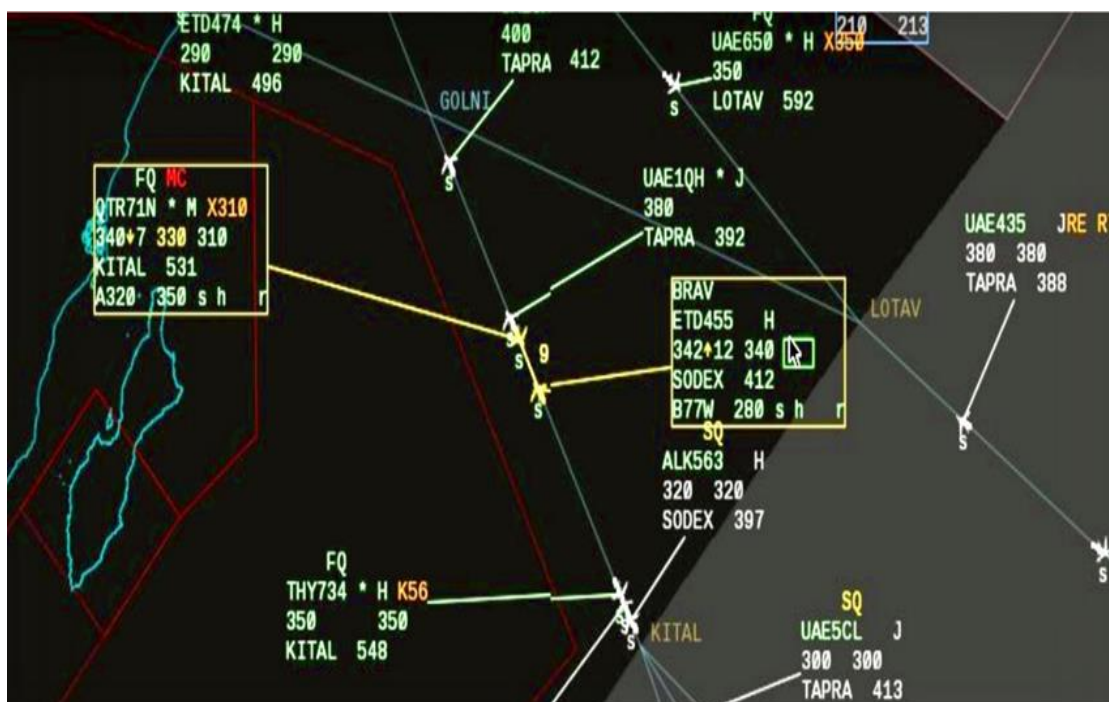 ETD474 * H
290 290
KITAL 496
400
TAPRA 412
GOLNI
FQ
UAE650 * H X350
350
LOTAV 592
210 213
FQ MC
QTR71N * M X310
340↓7 330 310
KITAL 531
A320 350 s h r
UAE1QH * J
380
TAPRA 392
UAE435 JRE R
380 380
TAPRA 388
LOTAV
9
BRAV
ETD455 H
342↑12 340
SODEX 412
B77W 280 s h r
SQ
ALK563 H
320 320
SODEX 397
FQ
THY734 * H K56
350 350
KITAL 548
KITAL
SQ
UAE5CL J
300 300
TAPRA 413
s
s
s
s
s
s
s
s
s